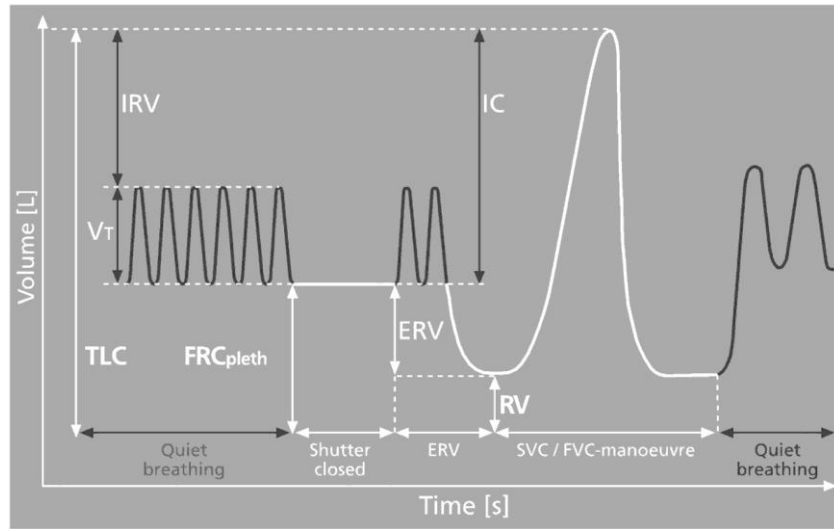 IRV
IC
VT
Volume [L]
ERV
TLC
FRCpleth
RV
Quiet
breathing
Shutter
closed
ERV
SVC / FVC-manoeuvre
Quiet
breathing
Time [s]